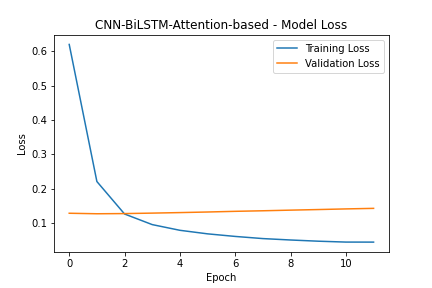 CNN-BiLSTM-Attention-based - Model Loss
Training Loss
Validation Loss
Loss
0.6
0.5
0.4
0.3
0.2
0.1
0 2 4 6 8 10
Epoch